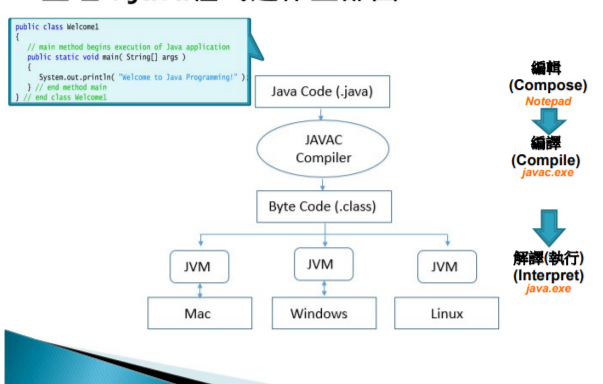 public class Welcome1
{
// main method begins execution of Java application
public static void main( String[] args )
{
System.out.println( "Welcome to Java Programming!" )
} // end method main
} // end class Welcome1
Java Code (.java)
JAVAC
Compiler
Byte Code (.class)
JVM
JVM
JVM
Mac
Windows
Linux
編輯
(Compose)
Notepad
編譯
(Compile)
javac.exe
解譯(執行)
(Interpret)
java.exe